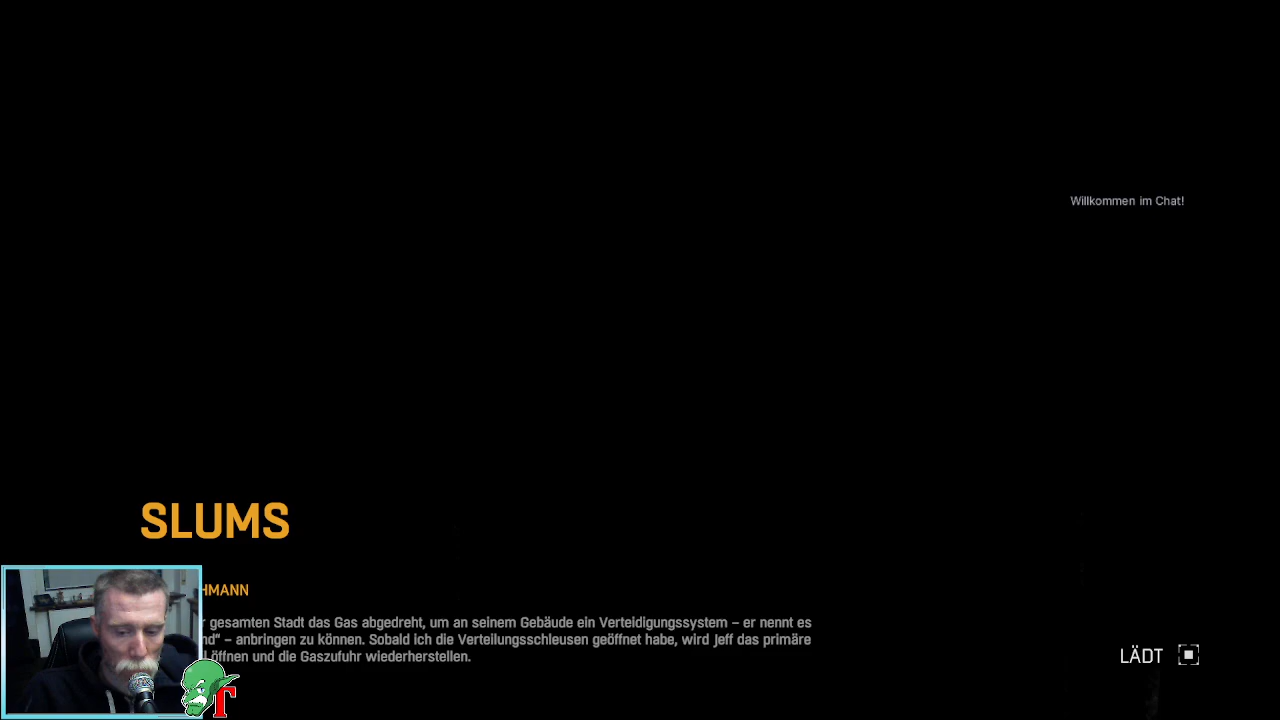 Willkommen im Chat!
SLUMS
HMANN
gesamten Stadt das Gas abgedreht, um an seinem Gebäude ein Verteidigungssystem – er nennt es
nd“ – anbringen zu können. Sobald ich die Verteilungsschleusen geöffnet habe, wird Jeff das primäre
öffnen und die Gaszufuhr wiederherstellen.
LÄDT